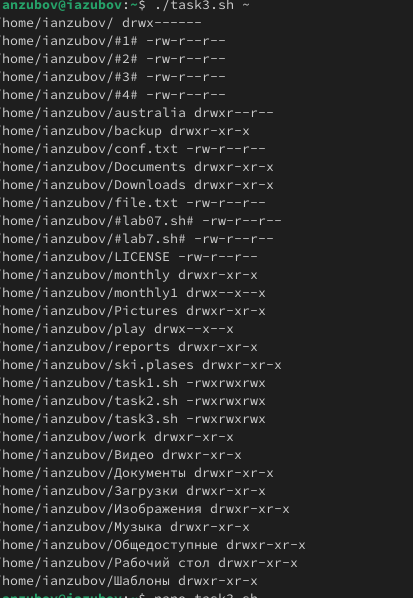 anzubov@iazubov:~$ ./task3.sh ~
/home/ianzubov/ drwx------
/home/ianzubov/#1# -rw-r--r--
/home/ianzubov/#2# -rw-r--r--
/home/ianzubov/#3# -rw-r--r--
/home/ianzubov/#4# -rw-r--r--
/home/ianzubov/australia drwxr--r--
/home/ianzubov/backup drwxr-xr-x
/home/ianzubov/conf.txt -rw-r--r--
/home/ianzubov/Documents drwxr-xr-x
/home/ianzubov/Downloads drwxr-xr-x
/home/ianzubov/file.txt -rw-r--r--
/home/ianzubov/#lab07.sh# -rw-r--r--
/home/ianzubov/#lab7.sh# -rw-r--r--
/home/ianzubov/LICENSE -rw-r--r--
/home/ianzubov/monthly drwxr-xr-x
/home/ianzubov/monthly1 drwx--x--x
/home/ianzubov/Pictures drwxr-xr-x
/home/ianzubov/play drwx--x--x
/home/ianzubov/reports drwxr-xr-x
/home/ianzubov/ski.plases drwxr-xr-x
/home/ianzubov/task1.sh -rwxrwxrwx
/home/ianzubov/task2.sh -rwxrwxrwx
/home/ianzubov/task3.sh -rwxrwxrwx
/home/ianzubov/work drwxr-xr-x
/home/ianzubov/Видео drwxr-xr-x
/home/ianzubov/Документы drwxr-xr-x
/home/ianzubov/Загрузки drwxr-xr-x
/home/ianzubov/Изображения drwxr-xr-x
/home/ianzubov/Музыка drwxr-xr-x
/home/ianzubov/Общедоступные drwxr-xr-x
/home/ianzubov/Рабочий стол drwxr-xr-x
/home/ianzubov/Шаблоны drwxr-xr-x